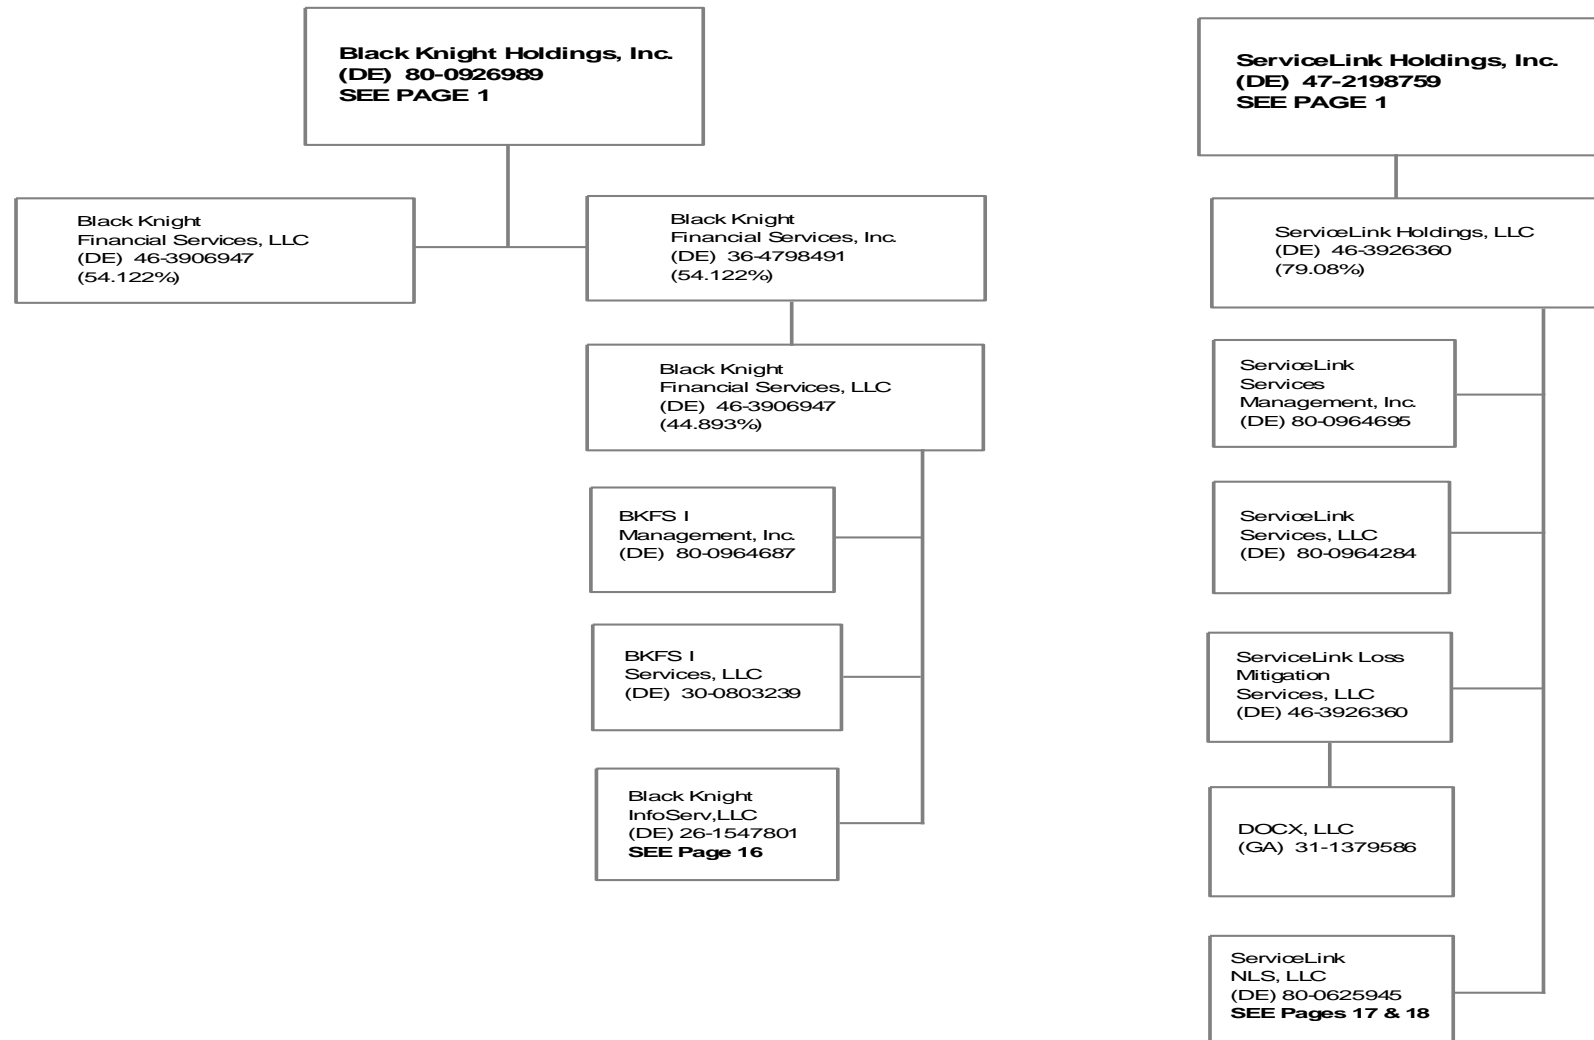 Black Knight Holdings, Inc.
(DE) 80-0926989
SEE PAGE 1
Black Knight
Financial Services, LLC
(DE) 46-3906947
(54.122%)
Black Knight
Financial Services, Inc.
(DE) 36-4798491
(54.122%)
Black Knight
Financial Services, LLC
(DE) 46-3906947
(44.893%)
BKFS I
Management, Inc.
(DE) 80-0964687
BKFS I
Services, LLC
(DE) 30-0803239
Black Knight
InfoServ,LLC
(DE) 26-1547801
SEE Page 16
ServiceLink Holdings, Inc.
(DE) 47-2198759
SEE PAGE 1
ServiceLink Holdings, LLC
(DE) 46-3926360
(79.08%)
ServiceLink
Services
Management, Inc.
(DE) 80-0964695
ServiceLink
Services, LLC
(DE) 80-0964284
ServiceLink Loss
Mitigation
Services, LLC
(DE) 46-3926360
DOCX, LLC
(GA) 31-1379586
ServiceLink
NLS, LLC
(DE) 80-0625945
SEE Pages 17 & 18